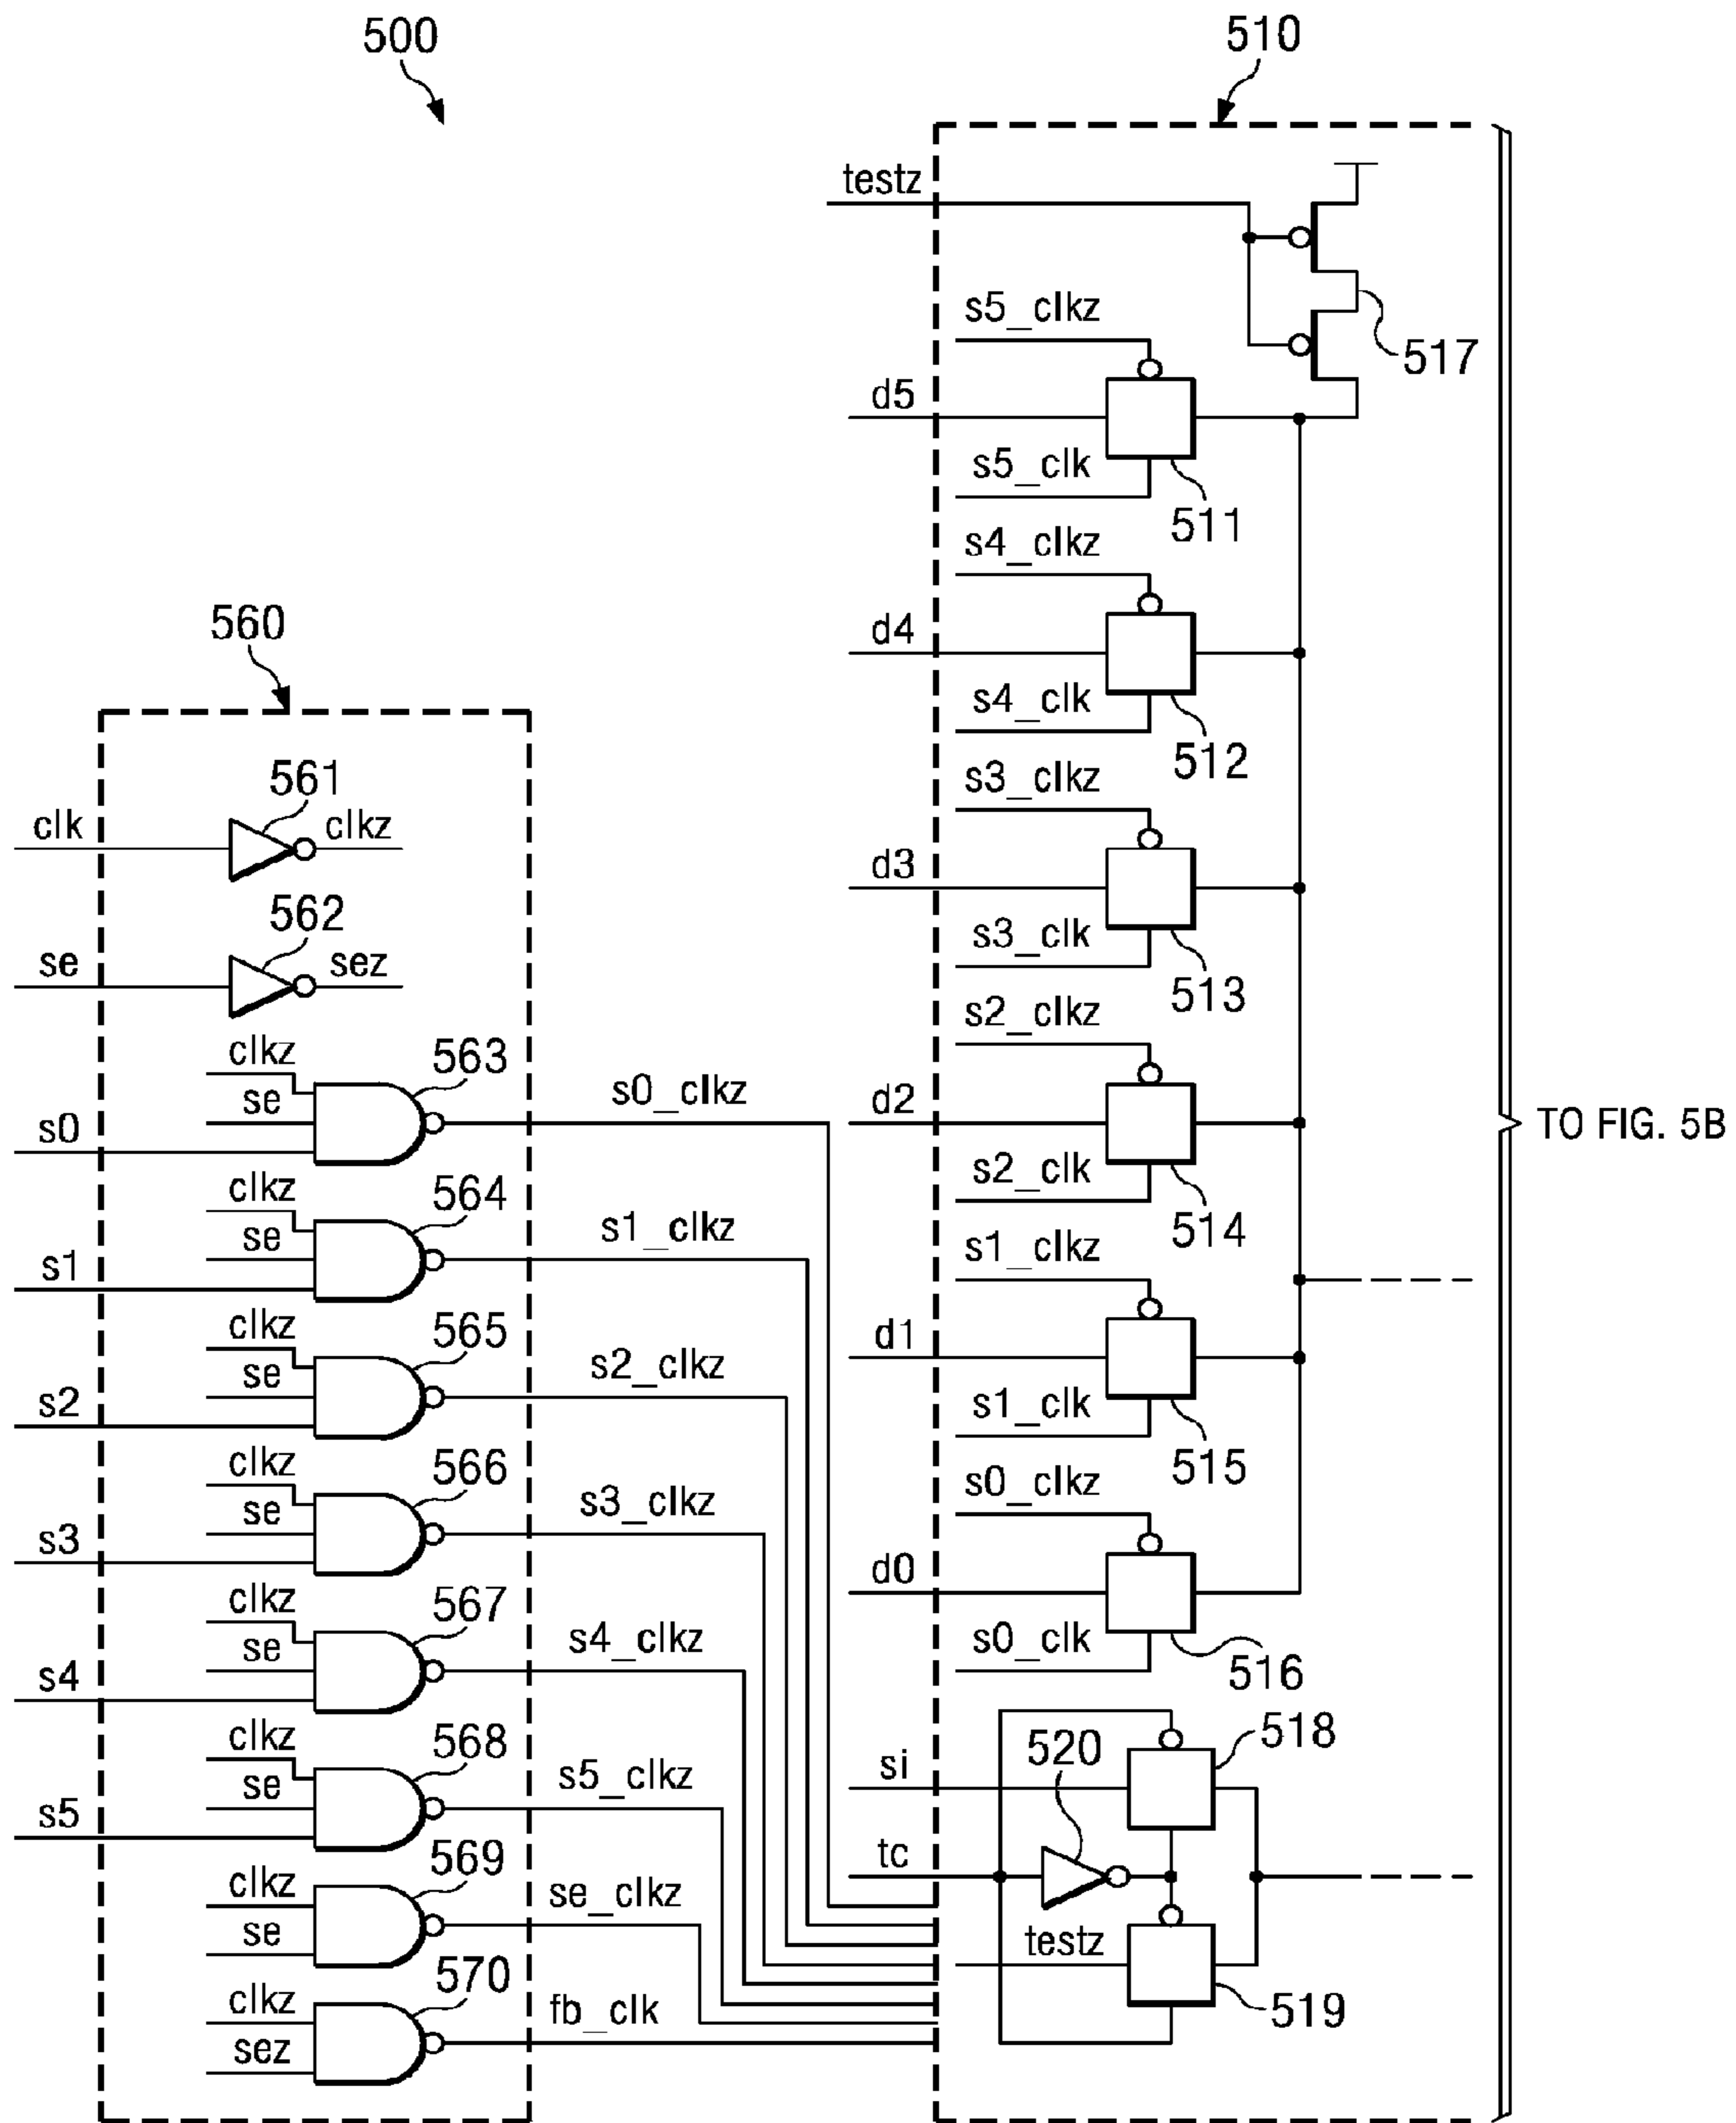 500
510
testz
517
s5_clkz
d5
s5_clk
511
s4_clkz
d4
s4_clk
512
s3_clkz
d3
s3_clk
513
s2_clkz
d2
s2_clk
514
s1_clkz
d1
s1_clk
515
s0_clkz
d0
s0_clk
516
si
518
520
tc
testz
519
TO FIG. 5B
560
clk
561
clkz
se
562
sez
clkz
se
s0
563
s0_clkz
clkz
se
s1
564
s1_clkz
clkz
se
s2
565
s2_clkz
clkz
se
s3
566
s3_clkz
clkz
se
s4
567
s4_clkz
clkz
se
s5
568
s5_clkz
clkz
se
569
se_clkz
clkz
sez
570
fb_clk